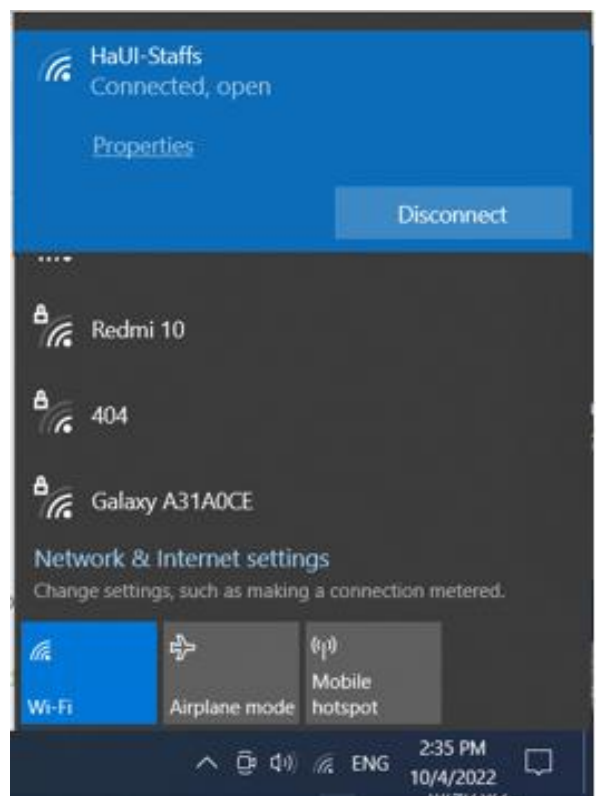 HaUI-Staffs
Connected, open
Properties
Disconnect
Redmi 10
404
Galaxy A31A0CE
Network & Internet settings
Change settings, such as making a connection metered.
Wi-Fi
Airplane mode
Mobile
hotspot
ENG
2:35 PM
10/4/2022